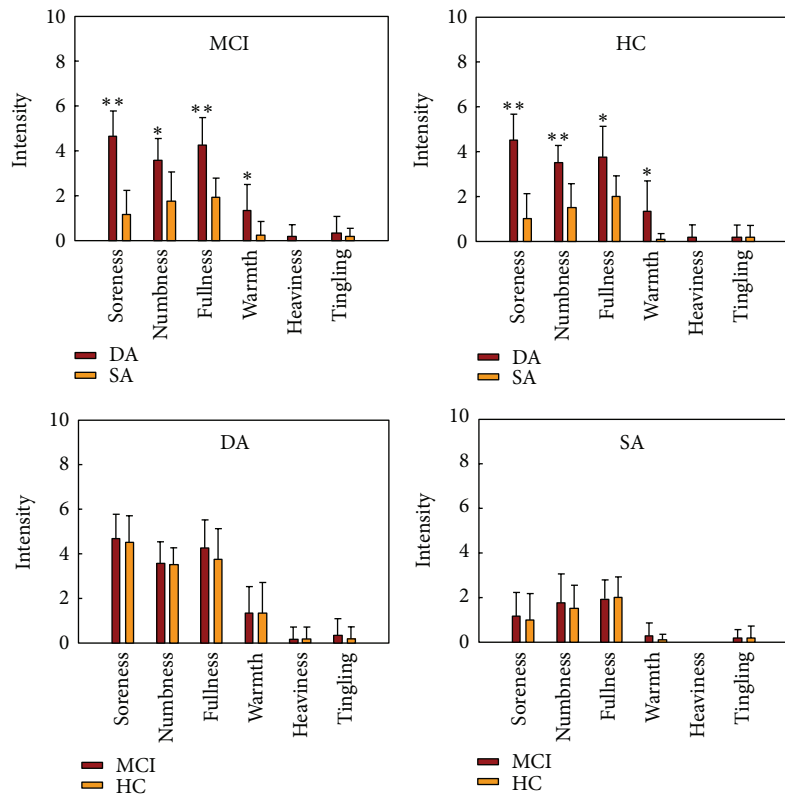 MCI
Intensity
10
8
6
4
2
0
** * ** *
Soreness
Numbness
Fullness
Warmth
Heaviness
Tingling
DA
SA
HC
Intensity
10
8
6
4
2
0
** ** * *
Soreness
Numbness
Fullness
Warmth
Heaviness
Tingling
DA
SA
DA
Intensity
10
8
6
4
2
0
Soreness
Numbness
Fullness
Warmth
Heaviness
Tingling
MCI
HC
SA
Intensity
10
8
6
4
2
0
Soreness
Numbness
Fullness
Warmth
Heaviness
Tingling
MCI
HC